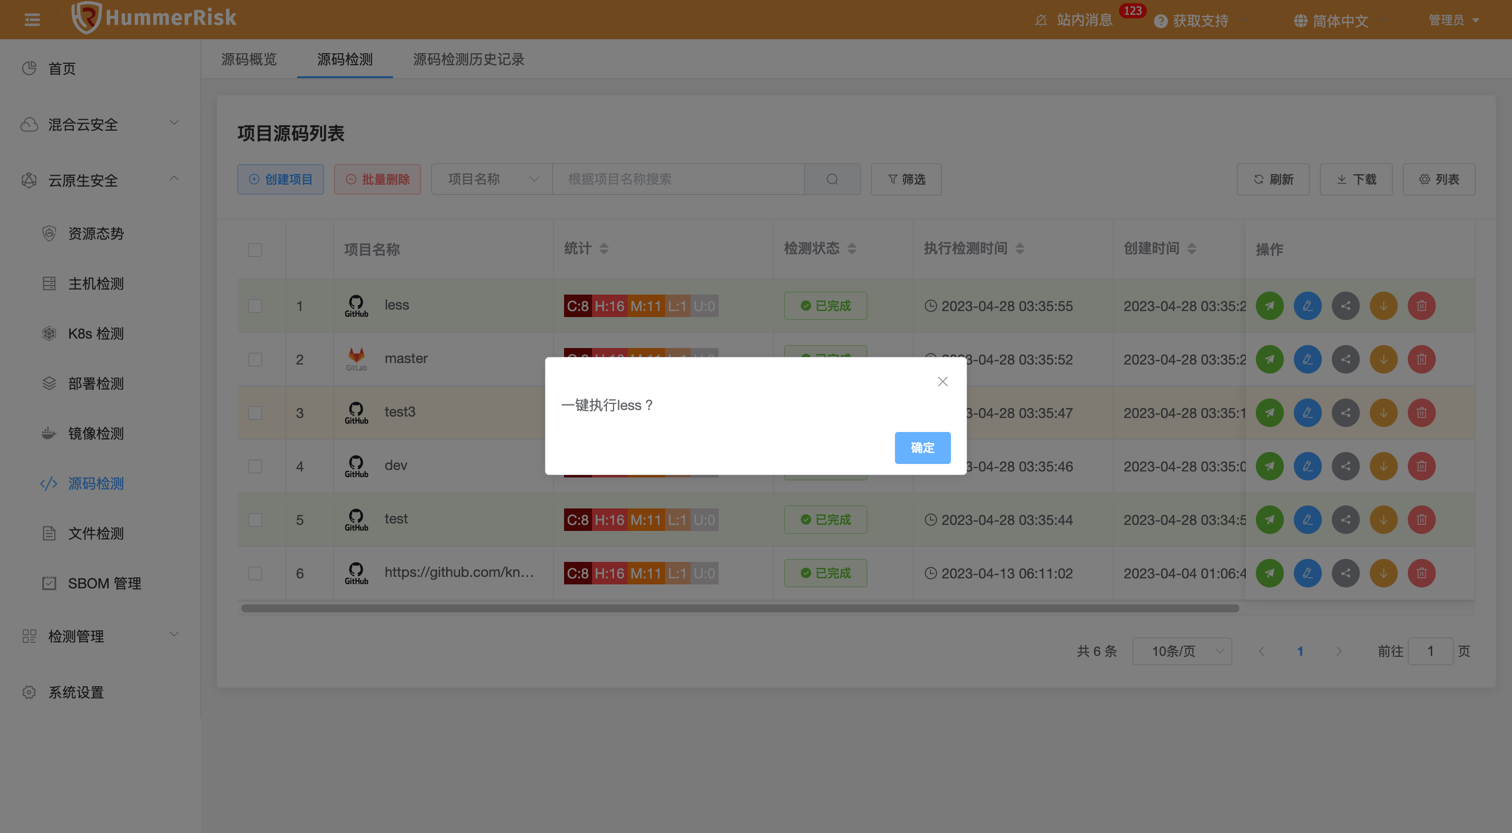 HummerRisk
站内消息 123
获取支持
简体中文
管理员
首页
混合云安全
云原生安全
资源态势
主机检测
K8s 检测
部署检测
镜像检测
源码检测
文件检测
SBOM 管理
检测管理
系统设置
源码概览 源码检测 源码检测历史记录
项目源码列表
创建项目 批量删除 项目名称 根据项目名称搜索 筛选 刷新 下载 列表
项目名称 统计 检测状态 执行检测时间 创建时间 操作
1 GitHub less C:8 H:16 M:11 L:1 U:0 已完成 2023-04-28 03:35:55 2023-04-28 03:35:2
2 GitLab master 2023-04-28 03:35:52 2023-04-28 03:35:2
3 GitHub test3 2023-04-28 03:35:47 2023-04-28 03:35:1
4 GitHub dev 3-04-28 03:35:46 2023-04-28 03:35:0
5 GitHub test C:8 H:16 M:11 L:1 U:0 已完成 2023-04-28 03:35:44 2023-04-28 03:34:5
6 GitHub https://github.com/kn... C:8 H:16 M:11 L:1 U:0 已完成 2023-04-13 06:11:02 2023-04-04 01:06:4
共 6 条 10条/页 1 前往 1 页
一键执行less ?
确定